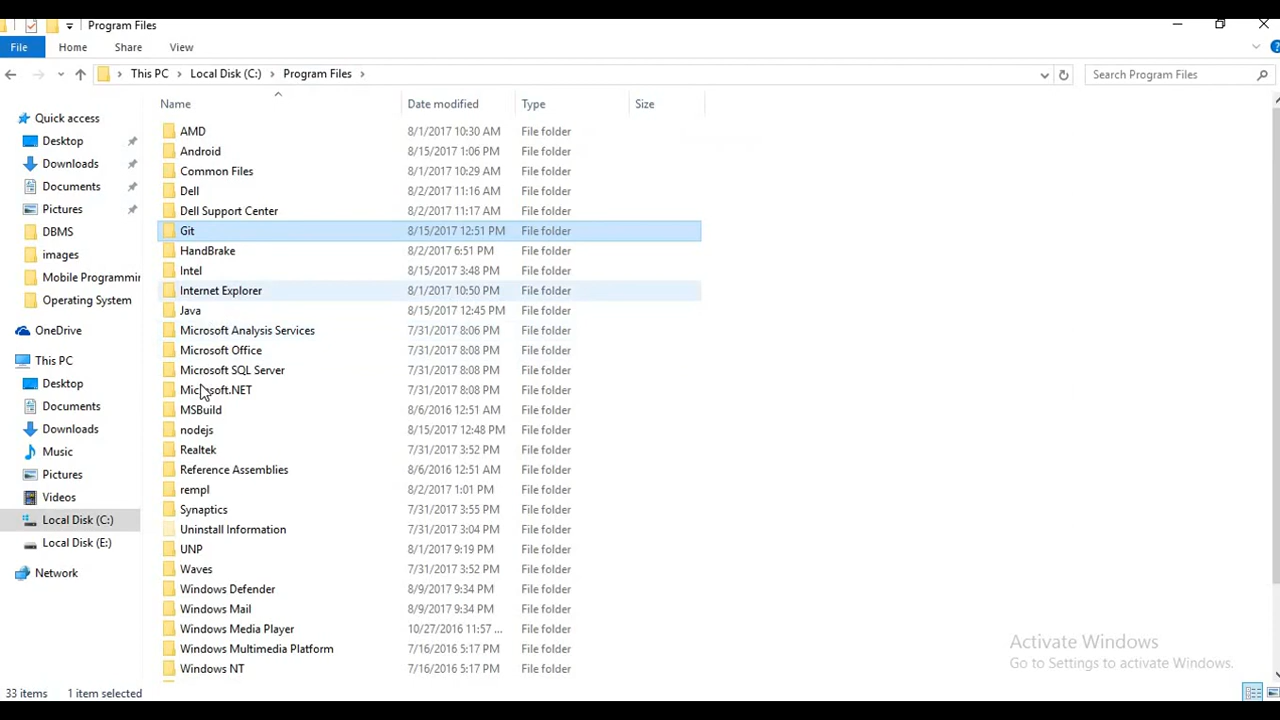 Program Files
File Home Share View
This PC Local Disk (C:) Program Files
Search Program Files
Name Date modified Type Size
Quick access
Desktop
Downloads
Documents
Pictures
DBMS
images
Mobile Programmin
Operating System
OneDrive
This PC
Desktop
Documents
Downloads
Music
Pictures
Videos
Local Disk (C:)
Local Disk (E:)
Network
AMD 8/1/2017 10:30 AM File folder
Android 8/15/2017 1:06 PM File folder
Common Files 8/1/2017 10:29 AM File folder
Dell 8/2/2017 11:16 AM File folder
Dell Support Center 8/2/2017 11:17 AM File folder
Git 8/15/2017 12:51 PM File folder
HandBrake 8/2/2017 6:51 PM File folder
Intel 8/15/2017 3:48 PM File folder
Internet Explorer 8/1/2017 10:50 PM File folder
Java 8/15/2017 12:45 PM File folder
Microsoft Analysis Services 7/31/2017 8:06 PM File folder
Microsoft Office 7/31/2017 8:08 PM File folder
Microsoft SQL Server 7/31/2017 8:08 PM File folder
Microsoft.NET 7/31/2017 8:08 PM File folder
MSBuild 8/6/2016 12:51 AM File folder
nodejs 8/15/2017 12:48 PM File folder
Realtek 7/31/2017 3:52 PM File folder
Reference Assemblies 8/6/2016 12:51 AM File folder
rempl 8/2/2017 1:01 PM File folder
Synaptics 7/31/2017 3:55 PM File folder
Uninstall Information 7/31/2017 3:04 PM File folder
UNP 8/1/2017 9:19 PM File folder
Waves 7/31/2017 3:52 PM File folder
Windows Defender 8/9/2017 9:34 PM File folder
Windows Mail 8/9/2017 9:34 PM File folder
Windows Media Player 10/27/2016 11:57 ... File folder
Windows Multimedia Platform 7/16/2016 5:17 PM File folder
Windows NT 7/16/2016 5:17 PM File folder
Activate Windows
Go to Settings to activate Windows.
33 items 1 item selected